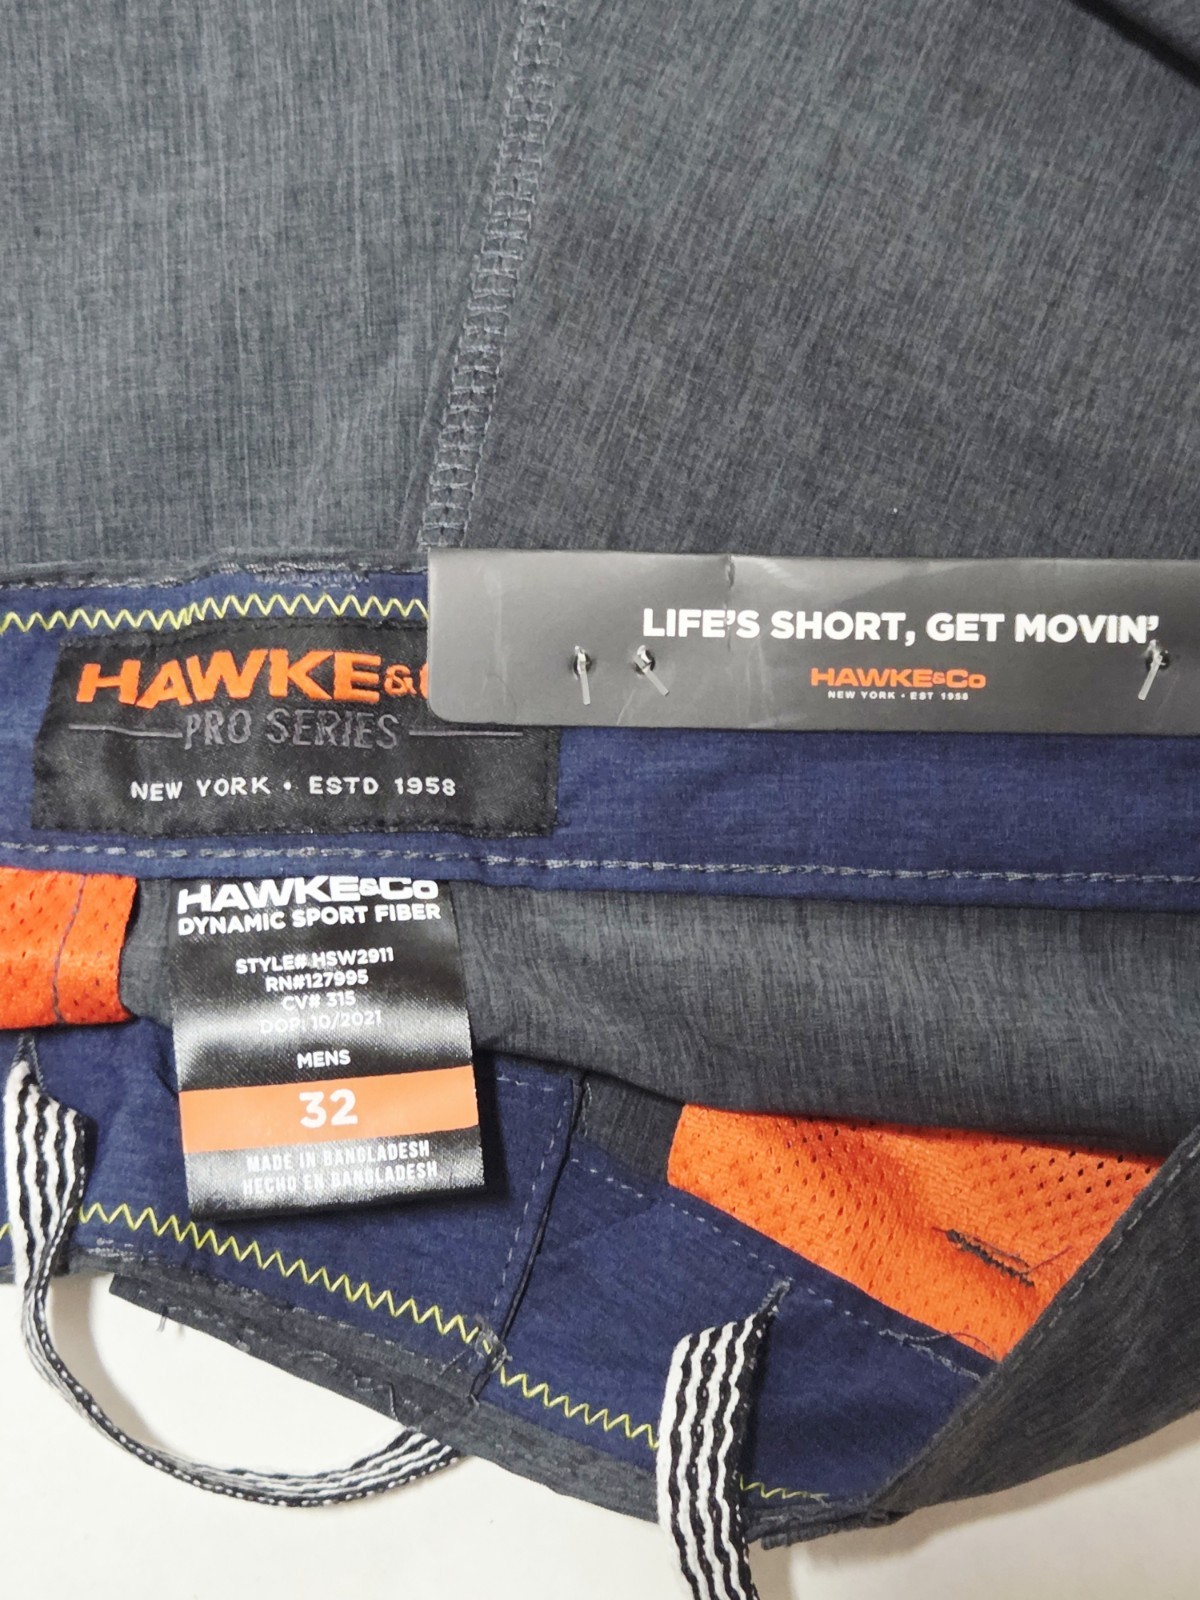 LIFE'S SHORT, GET MOVIN'
HAWKE&Co
NEW YORK • EST 1958
HAWKE&
PRO SERIES
NEW YORK • ESTD 1958
HAWKE&Co
DYNAMIC SPORT FIBER
STYLE# HSW2911
RN#127995
CV# 315
DOP: 10/2021
MENS
32
MADE IN BANGLADESH
HECHO EN BANGLADESH